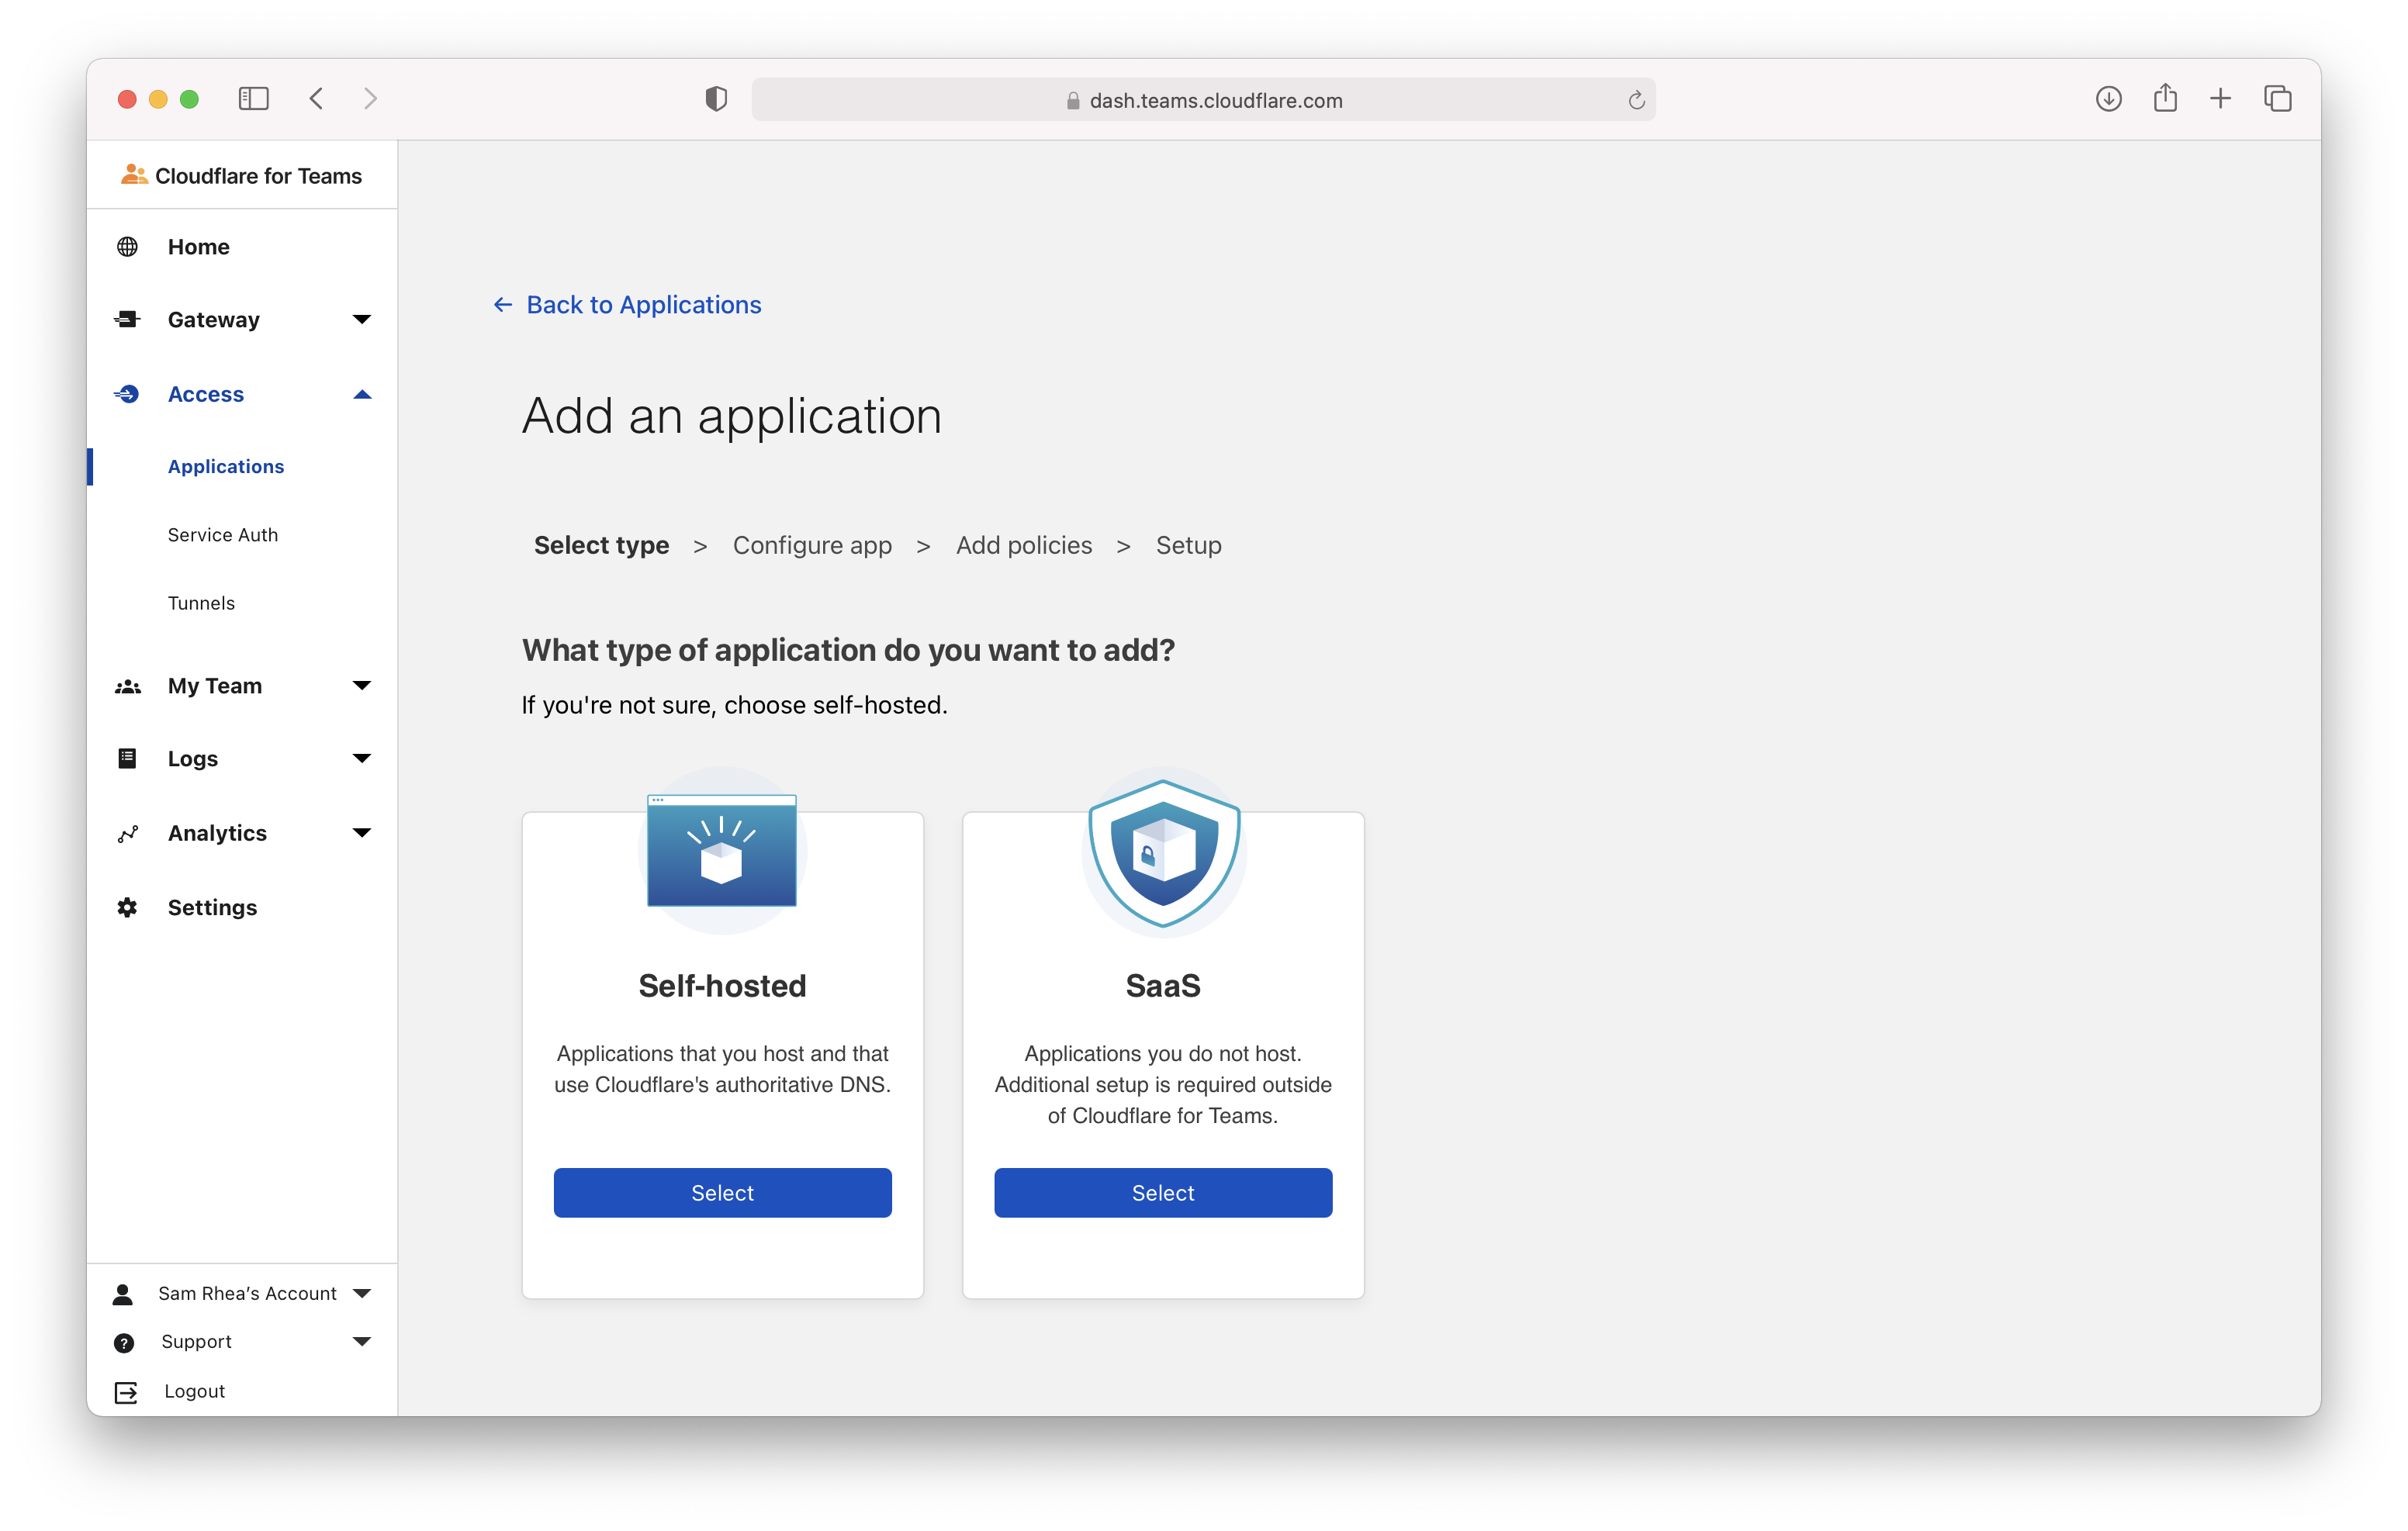 dash.teams.cloudflare.com
Cloudflare for Teams
Home
Gateway
Access
Applications
Service Auth
Tunnels
My Team
Logs
Analytics
Settings
Sam Rhea’s Account
Support
Logout
← Back to Applications
Add an application
Select type > Configure app > Add policies > Setup
What type of application do you want to add?
If you're not sure, choose self-hosted.
Self-hosted
Applications that you host and that
use Cloudflare's authoritative DNS.
Select
SaaS
Applications you do not host.
Additional setup is required outside
of Cloudflare for Teams.
Select